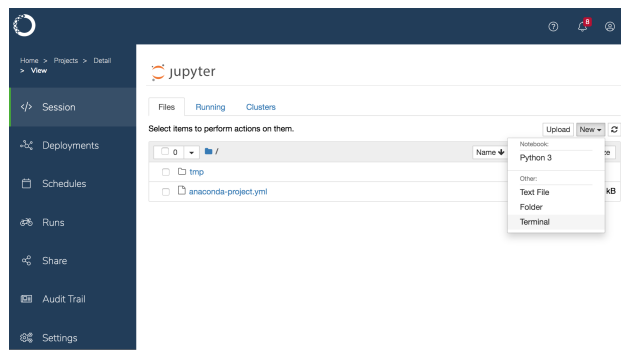 8
Home > Projects > Detail
> View
Session
Deployments
Schedules
Runs
Share
Audit Trail
Settings
jupyter
Files Running Clusters
Select items to perform actions on them.
Upload New
0 / Name
tmp
anaconda-project.yml kB
Notebook:
Python 3
Other:
Text File
Folder
Terminal